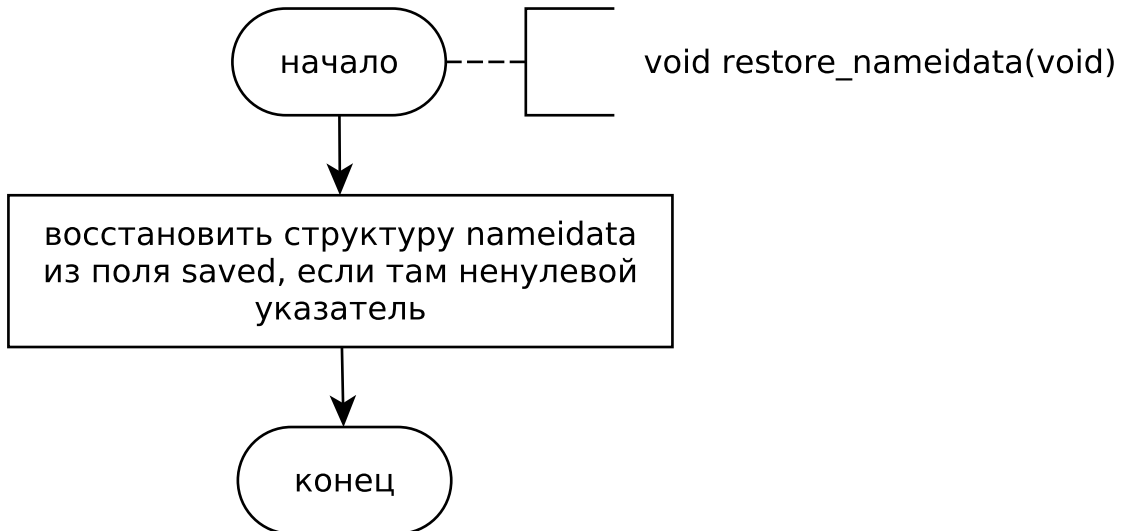 начало
void restore_nameidata(void)
восстановить структуру nameidata
из поля saved, если там ненулевой
указатель
конец